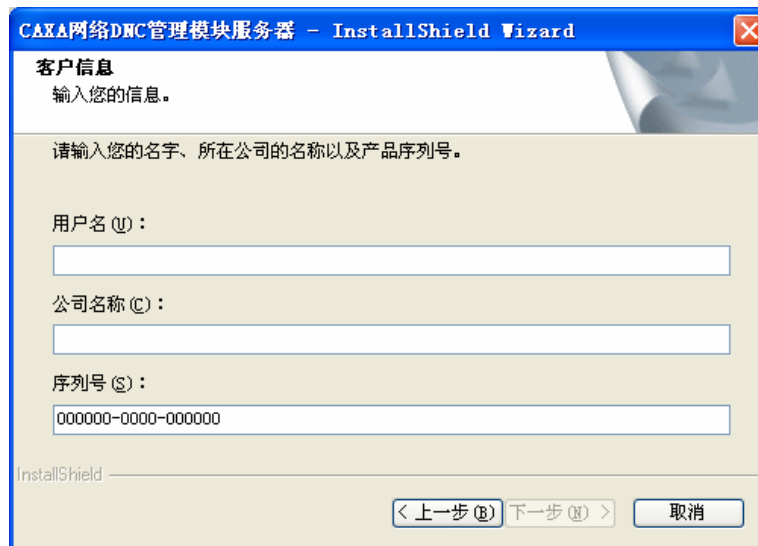 CAXA网络DNC管理模块服务器 - InstallShield Wizard
客户信息
输入您的信息。
请输入您的名字、所在公司的名称以及产品序列号。
用户名(U)：
公司名称(C)：
序列号(S)：
000000-0000-000000
InstallShield
< 上一步(B) 下一步(N) > 取消